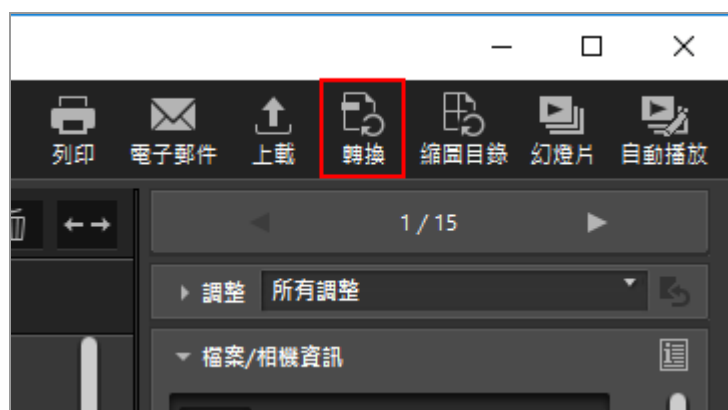 列印 電子郵件 上載 轉換 縮圖目錄 幻燈片 自動播放
1 / 15
調整 所有調整
檔案/相機資訊